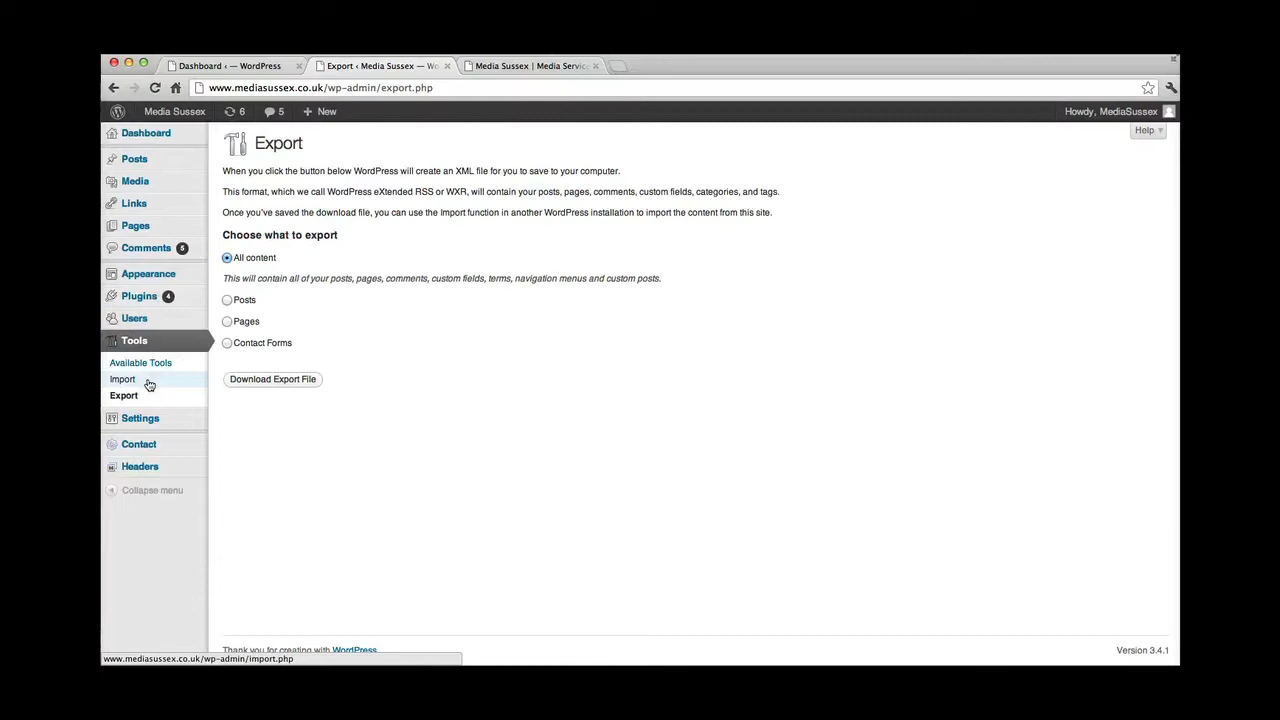 Dashboard ‹ — WordPress
Export ‹ Media Sussex — Wo
Media Sussex | Media Servic
www.mediasussex.co.uk/wp-admin/export.php
Media Sussex
6
5
New
Howdy, MediaSussex
Dashboard
Posts
Media
Links
Pages
Comments 5
Appearance
Plugins 4
Users
Tools
Available Tools
Import
Export
Settings
Contact
Headers
Collapse menu
Help
Export
When you click the button below WordPress will create an XML file for you to save to your computer.
This format, which we call WordPress eXtended RSS or WXR, will contain your posts, pages, comments, custom fields, categories, and tags.
Once you've saved the download file, you can use the Import function in another WordPress installation to import the content from this site.
Choose what to export
All content
This will contain all of your posts, pages, comments, custom fields, terms, navigation menus and custom posts.
Posts
Pages
Contact Forms
Download Export File
Thank you for creating with WordPress
Version 3.4.1
www.mediasussex.co.uk/wp-admin/import.php